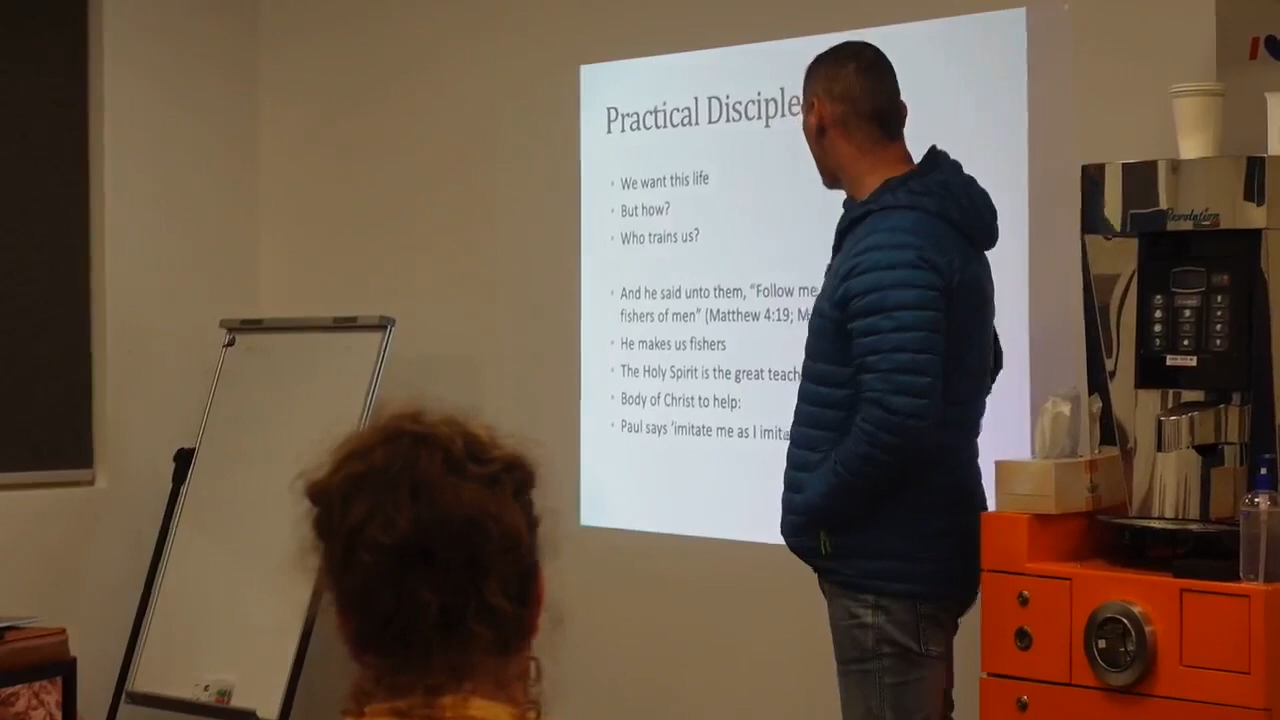 Practical Disciple
We want this life
But how?
Who trains us?
And he said unto them, “Follow me
fishers of men” (Matthew 4:19;
He makes us fishers
The Holy Spirit is the great teach
Body of Christ to help:
Paul says ‘imitate me as I imita
Revolution
I